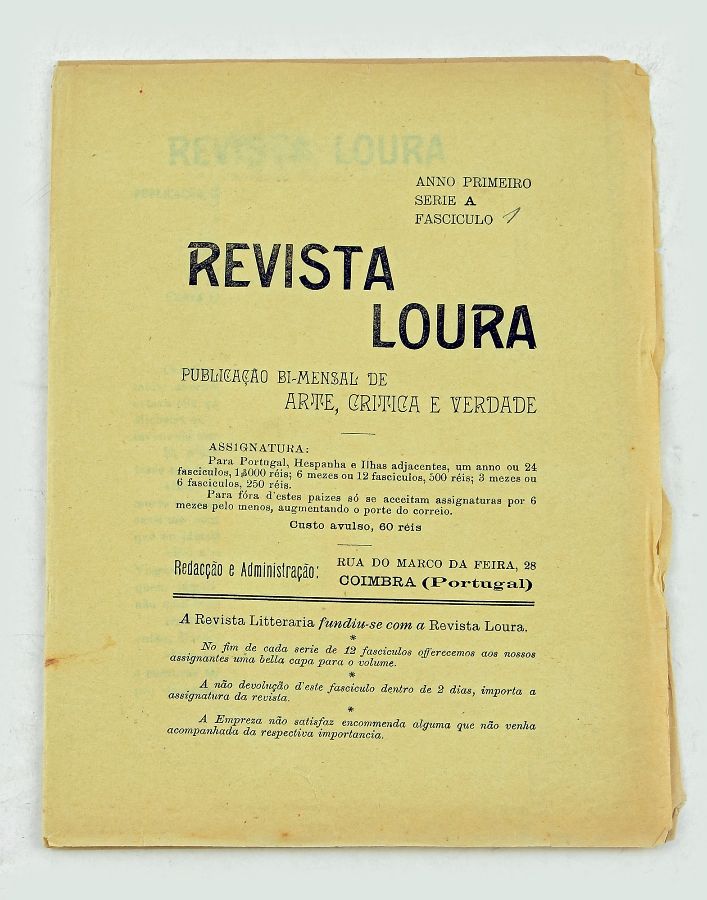 ANNO PRIMEIRO
SERIE A
FASCICULO 1
REVISTA
LOURA
PUBLICAÇÃO BI-MENSAL DE
ARTE, CRITICA E VERDADE
ASSIGNATURA:
Para Portugal, Hespanha e Ilhas adjacentes, um anno ou 24
fasciculos, 1$000 réis; 6 mezes ou 12 fasciculos, 500 réis; 3 mezes ou
6 fasciculos, 250 réis.
Para fóra d'estes paizes só se acceitam assignaturas por 6
mezes pelo menos, augmentando o porte do correio.
Custo avulso, 60 réis
Redacção e Administração: RUA DO MARCO DA FEIRA, 28
COIMBRA (Portugal)
A Revista Litteraria fundiu-se com a Revista Loura.
*
No fim de cada serie de 12 fasciculos offerecemos aos nossos
assignantes uma bella capa para o volume.
*
A não devolução d'este fasciculo dentro de 2 dias, importa a
assignatura da revista.
*
A Empreza não satisfaz encommenda alguma que não venha
acompanhada da respectiva importancia.